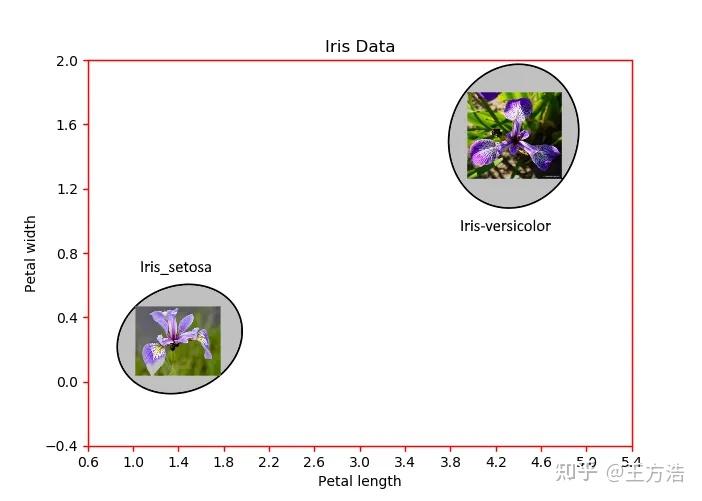 Iris Data
2.0
1.6
1.2
0.8
0.4
0.0
−0.4
Petal width
Iris-versicolor
Iris_setosa
0.6 1.0 1.4 1.8 2.2 2.6 3.0 3.4 3.8 4.2 4.6 5.0 5.4
Petal length
知乎 @王方浩